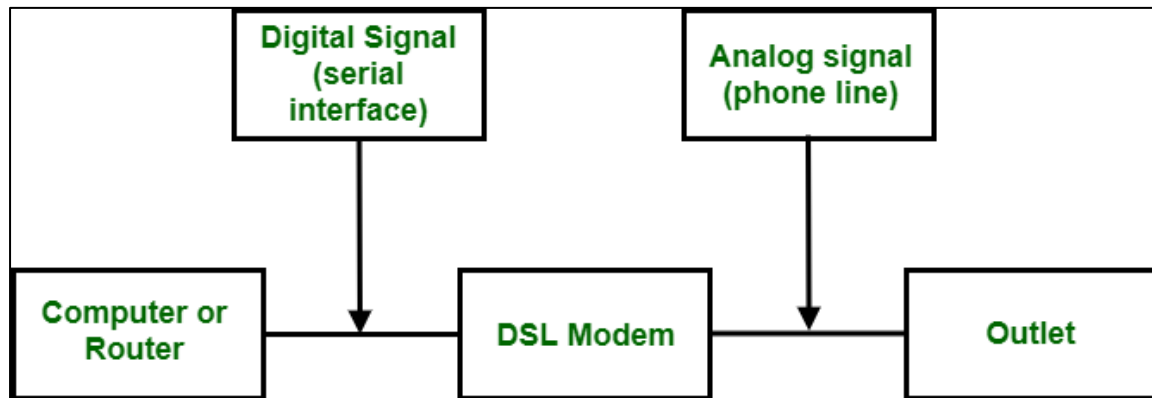 Digital Signal
(serial
interface)
Analog signal
(phone line)
Computer or
Router
DSL Modem
Outlet